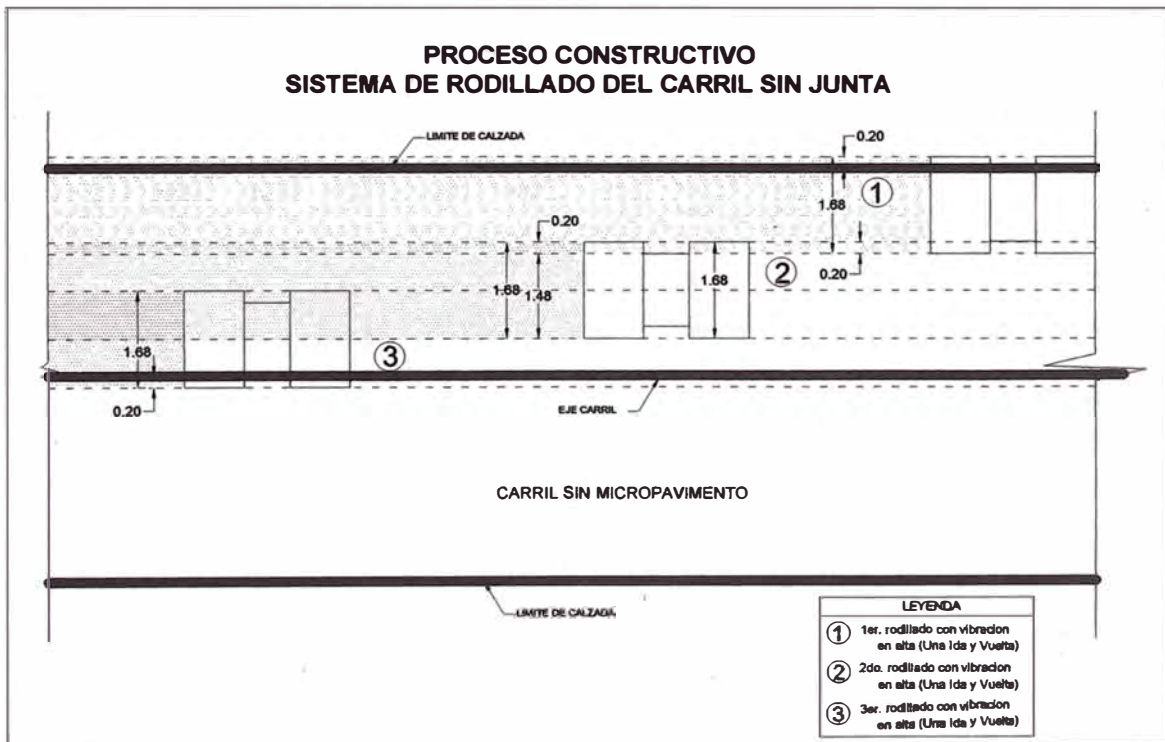 PROCESO CONSTRUCTIVO
SISTEMA DE RODILLADO DEL CARRIL SIN JUNTA
LIMITE DE CALZADA
0.20
1
1.68
0.20
0.20
2
1.68
1.48
1.68
3
1.68
0.20
EJE CARRIL
CARRIL SIN MICROPAVIMENTO
LIMITE DE CALZADA
LEYENDA
1 1er. rodillado con vibracion
en alta (Una Ida y Vuelta)
2 2do. rodillado con vibracion
en alta (Una Ida y Vuelta)
3 3er. rodillado con vibracion
en alta (Una Ida y Vuelta)